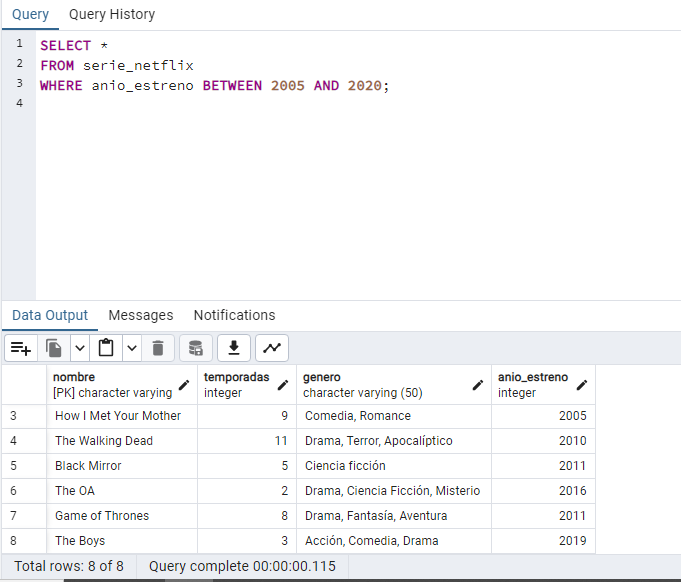 Query Query History
1 SELECT *
2 FROM serie_netflix
3 WHERE anio_estreno BETWEEN 2005 AND 2020;
4
Data Output Messages Notifications
nombre temporadas genero anio_estreno
[PK] character varying integer character varying (50) integer
3 How I Met Your Mother 9 Comedia, Romance 2005
4 The Walking Dead 11 Drama, Terror, Apocalíptico 2010
5 Black Mirror 5 Ciencia ficción 2011
6 The OA 2 Drama, Ciencia Ficción, Misterio 2016
7 Game of Thrones 8 Drama, Fantasía, Aventura 2011
8 The Boys 3 Acción, Comedia, Drama 2019
Total rows: 8 of 8 Query complete 00:00:00.115